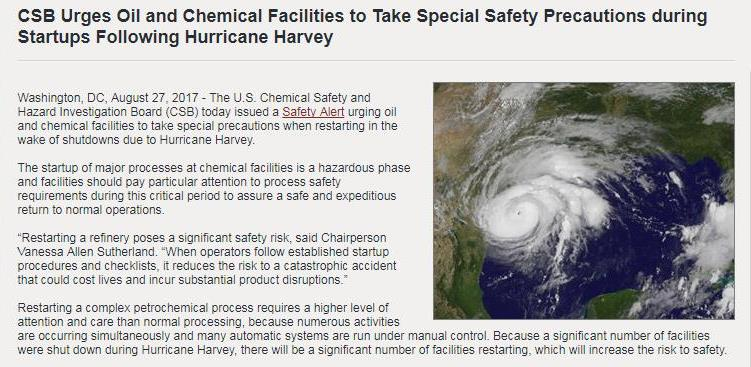 CSB Urges Oil and Chemical Facilities to Take Special Safety Precautions during
Startups Following Hurricane Harvey
Washington, DC, August 27, 2017 - The U.S. Chemical Safety and
Hazard Investigation Board (CSB) today issued a Safety Alert urging oil
and chemical facilities to take special precautions when restarting in the
wake of shutdowns due to Hurricane Harvey.
The startup of major processes at chemical facilities is a hazardous phase
and facilities should pay particular attention to process safety
requirements during this critical period to assure a safe and expeditious
return to normal operations.
“Restarting a refinery poses a significant safety risk, said Chairperson
Vanessa Allen Sutherland. “When operators follow established startup
procedures and checklists, it reduces the risk to a catastrophic accident
that could cost lives and incur substantial product disruptions.”
Restarting a complex petrochemical process requires a higher level of
attention and care than normal processing, because numerous activities
are occurring simultaneously and many automatic systems are run under manual control. Because a significant number of facilities
were shut down during Hurricane Harvey, there will be a significant number of facilities restarting, which will increase the risk to safety.